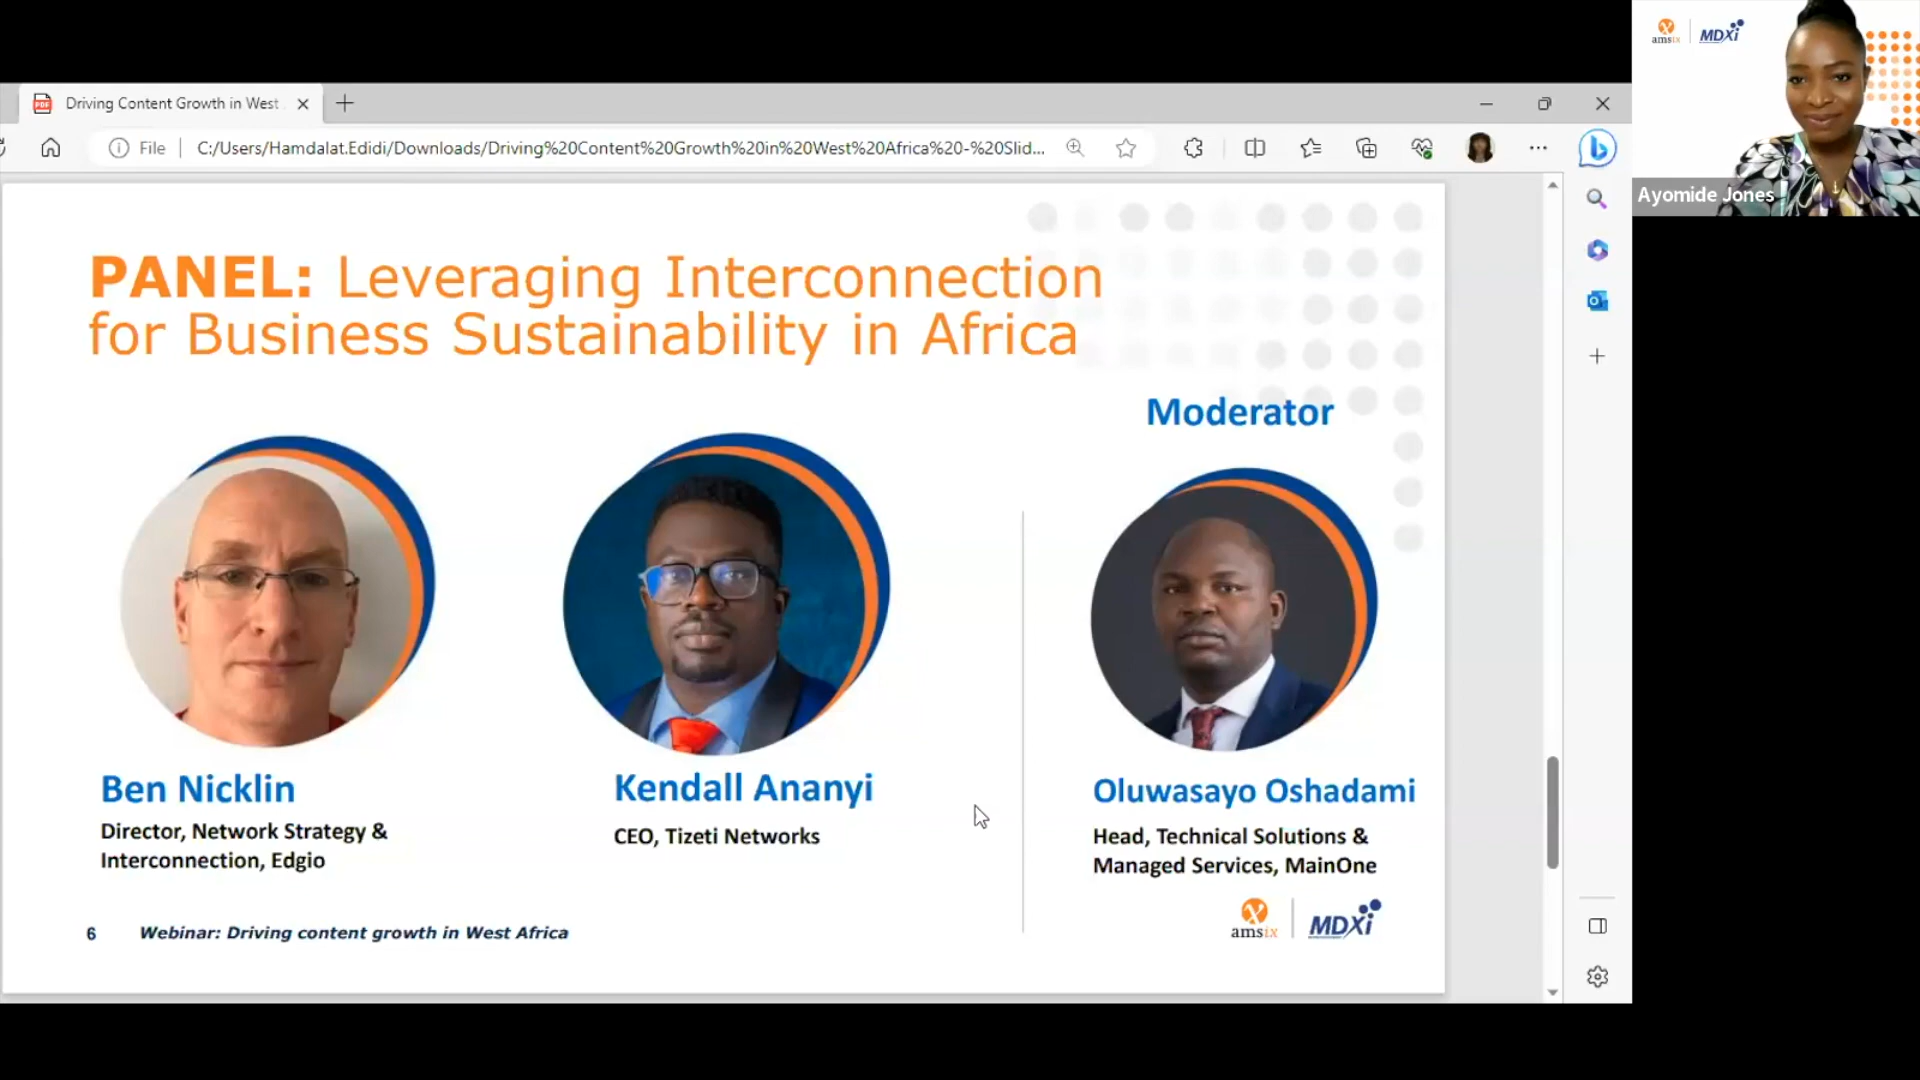 Driving Content Growth in West
File
C:/Users/Hamdalat.Edidi/Downloads/Driving%20Content%20Growth%20in%20West%20Africa%20-%20Slid...
amsix
MDXi
Ayomide Jones
PANEL: Leveraging Interconnection
for Business Sustainability in Africa
Moderator
Ben Nicklin
Director, Network Strategy &
Interconnection, Edgio
Kendall Ananyi
CEO, Tizeti Networks
Oluwasayo Oshadami
Head, Technical Solutions &
Managed Services, MainOne
6
Webinar: Driving content growth in West Africa
amsix
MDXi